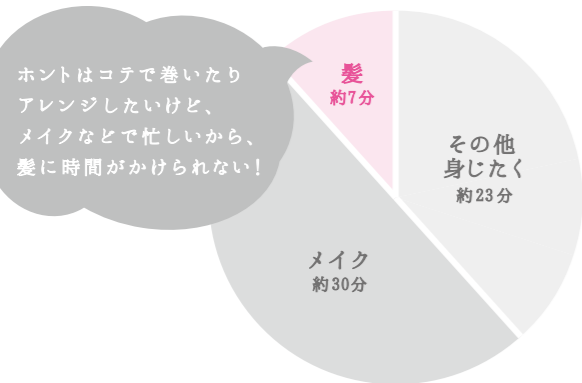 ホントはコテで巻いたり
アレンジしたいけど、
メイクなどで忙しいから、
髪に時間がかけられない！
髪
約7分
その他
身じたく
約23分
メイク
約30分